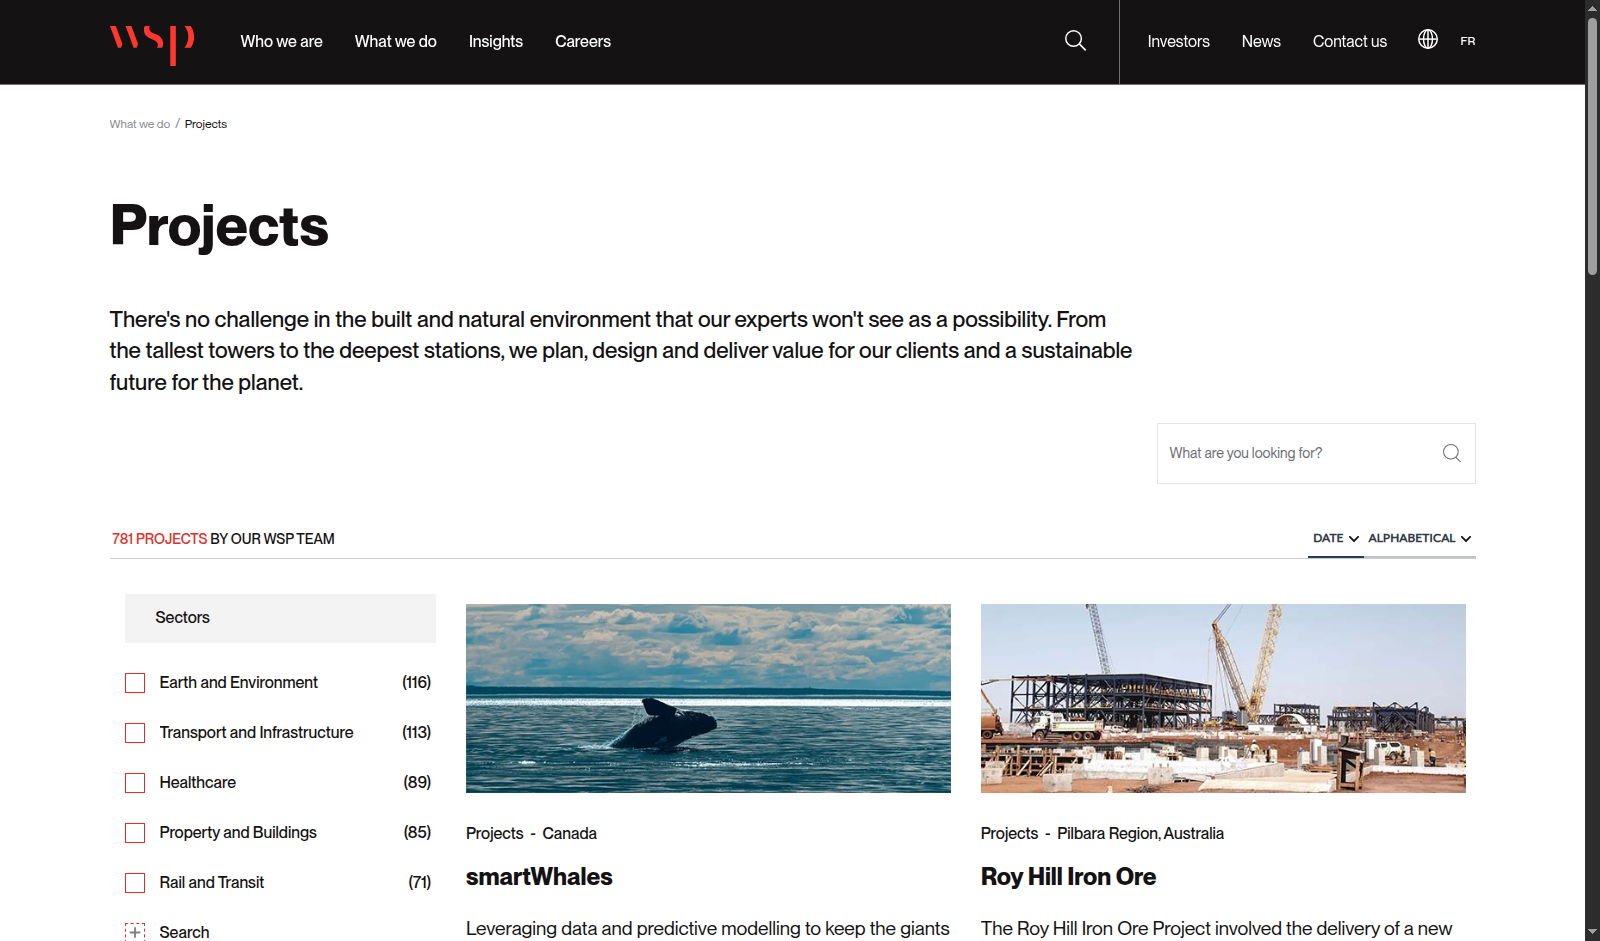 wsp
Who we are
What we do
Insights
Careers
Investors
News
Contact us
FR
What we do / Projects
Projects
There's no challenge in the built and natural environment that our experts won't see as a possibility. From
the tallest towers to the deepest stations, we plan, design and deliver value for our clients and a sustainable
future for the planet.
What are you looking for?
781 PROJECTS BY OUR WSP TEAM
DATE
ALPHABETICAL
Sectors
Earth and Environment (116)
Transport and Infrastructure (113)
Healthcare (89)
Property and Buildings (85)
Rail and Transit (71)
Search
Projects - Canada
smartWhales
Leveraging data and predictive modelling to keep the giants
Projects - Pilbara Region, Australia
Roy Hill Iron Ore
The Roy Hill Iron Ore Project involved the delivery of a new